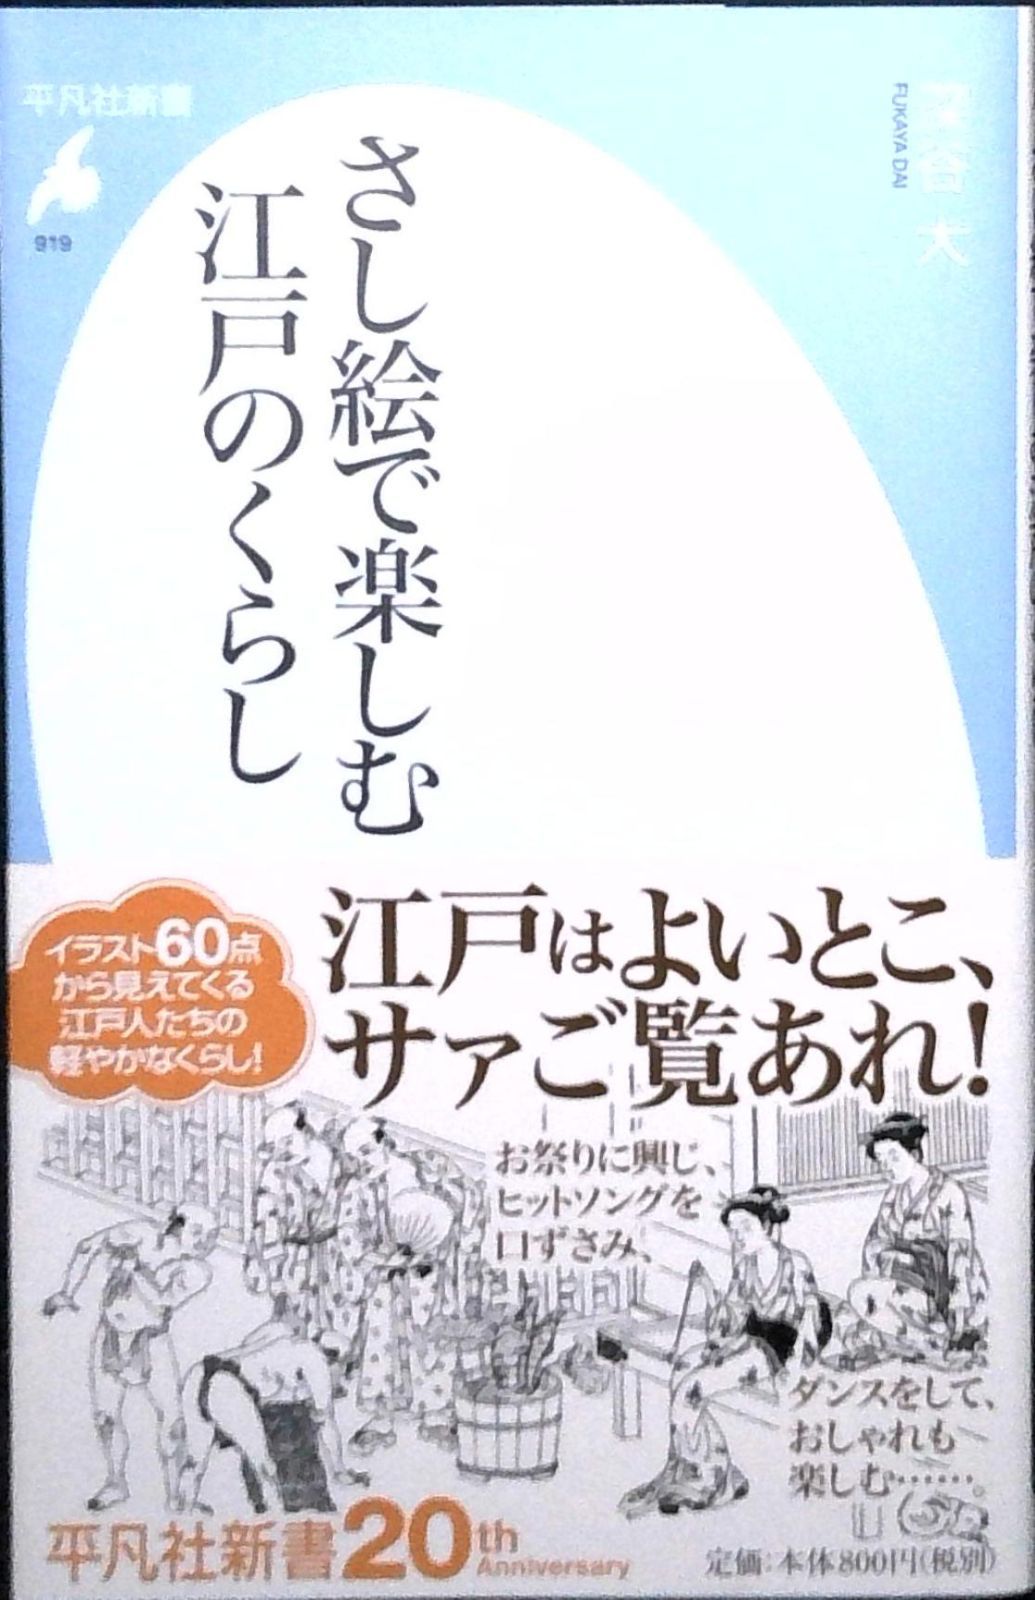 平凡社新書
919
深谷 大
FUKAYA DAI
さし絵で楽しむ
江戸のくらし
イラスト60点
から見えてくる
江戸人たちの
軽やかなくらし!
江戸はよいとこ、
サァご覧あれ!
お祭りに興じ、
ヒットソングを
口ずさみ、
ダンスをして、
おしゃれも
楽しむ……。
平凡社新書20th
Anniversary
定価:本体800円(税別)